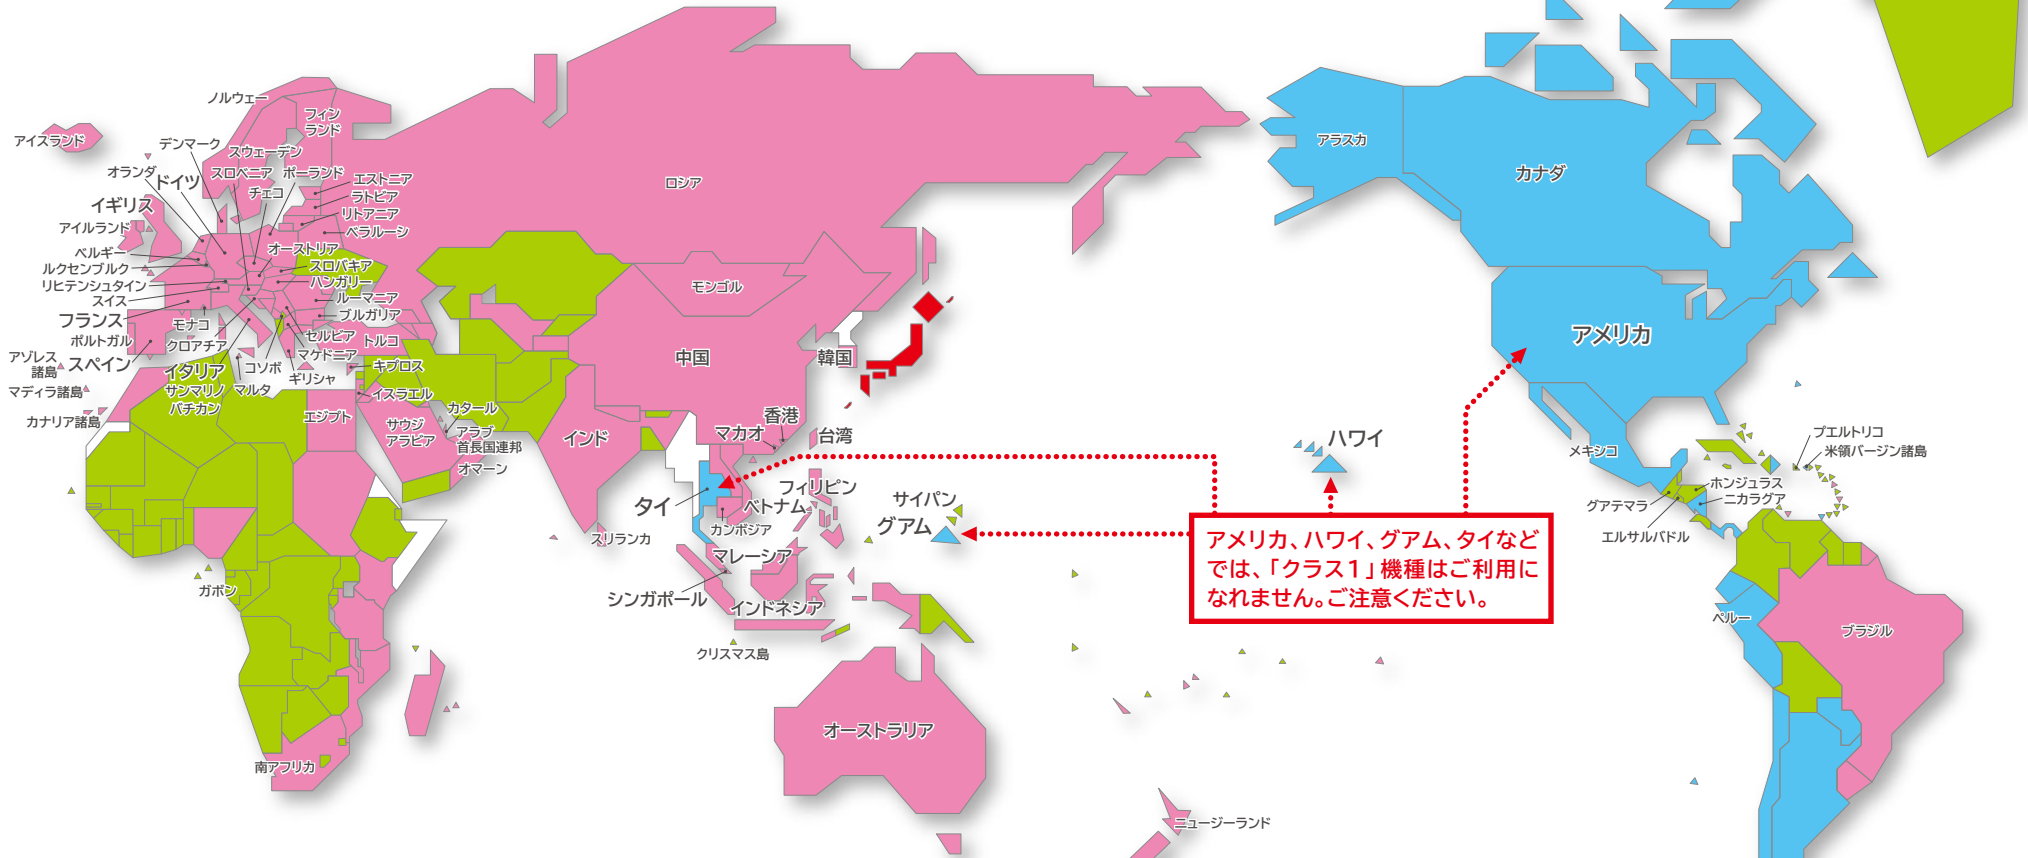 ノルウェー
フィン
ランド
アイスランド
デンマーク
スウェーデン
オランダ
ドイツ
スロベニア
ポーランド
チェコ
エストニア
ラトビア
リトアニア
ベラルーシ
イギリス
アイルランド
ベルギー
ルクセンブルク
リヒテンシュタイン
スイス
フランス
モナコ
ポルトガル
クロアチア
アゾレス
諸島
スペイン
マディラ諸島
カナリア諸島
オーストリア
スロバキア
ハンガリー
ルーマニア
ブルガリア
セルビア
トルコ
マケドニア
コソボ
ギリシャ
キプロス
イタリア
サンマリノ
バチカン
マルタ
イスラエル
エジプト
サウジ
アラビア
カタール
アラブ
首長国連邦
オマーン
ガボン
南アフリカ
ロシア
モンゴル
中国
韓国
インド
香港
マカオ
台湾
タイ
ベトナム
フィリピン
カンボジア
スリランカ
マレーシア
シンガポール
インドネシア
クリスマス島
サイパン
グアム
オーストラリア
ニュージーランド
アラスカ
カナダ
アメリカ
ハワイ
メキシコ
プエルトリコ
米領バージン諸島
ホンジュラス
ニカラグア
グアテマラ
エルサルバドル
ペルー
ブラジル
アメリカ、ハワイ、グアム、タイなど
では、「クラス1」機種はご利用に
なれません。ご注意ください。